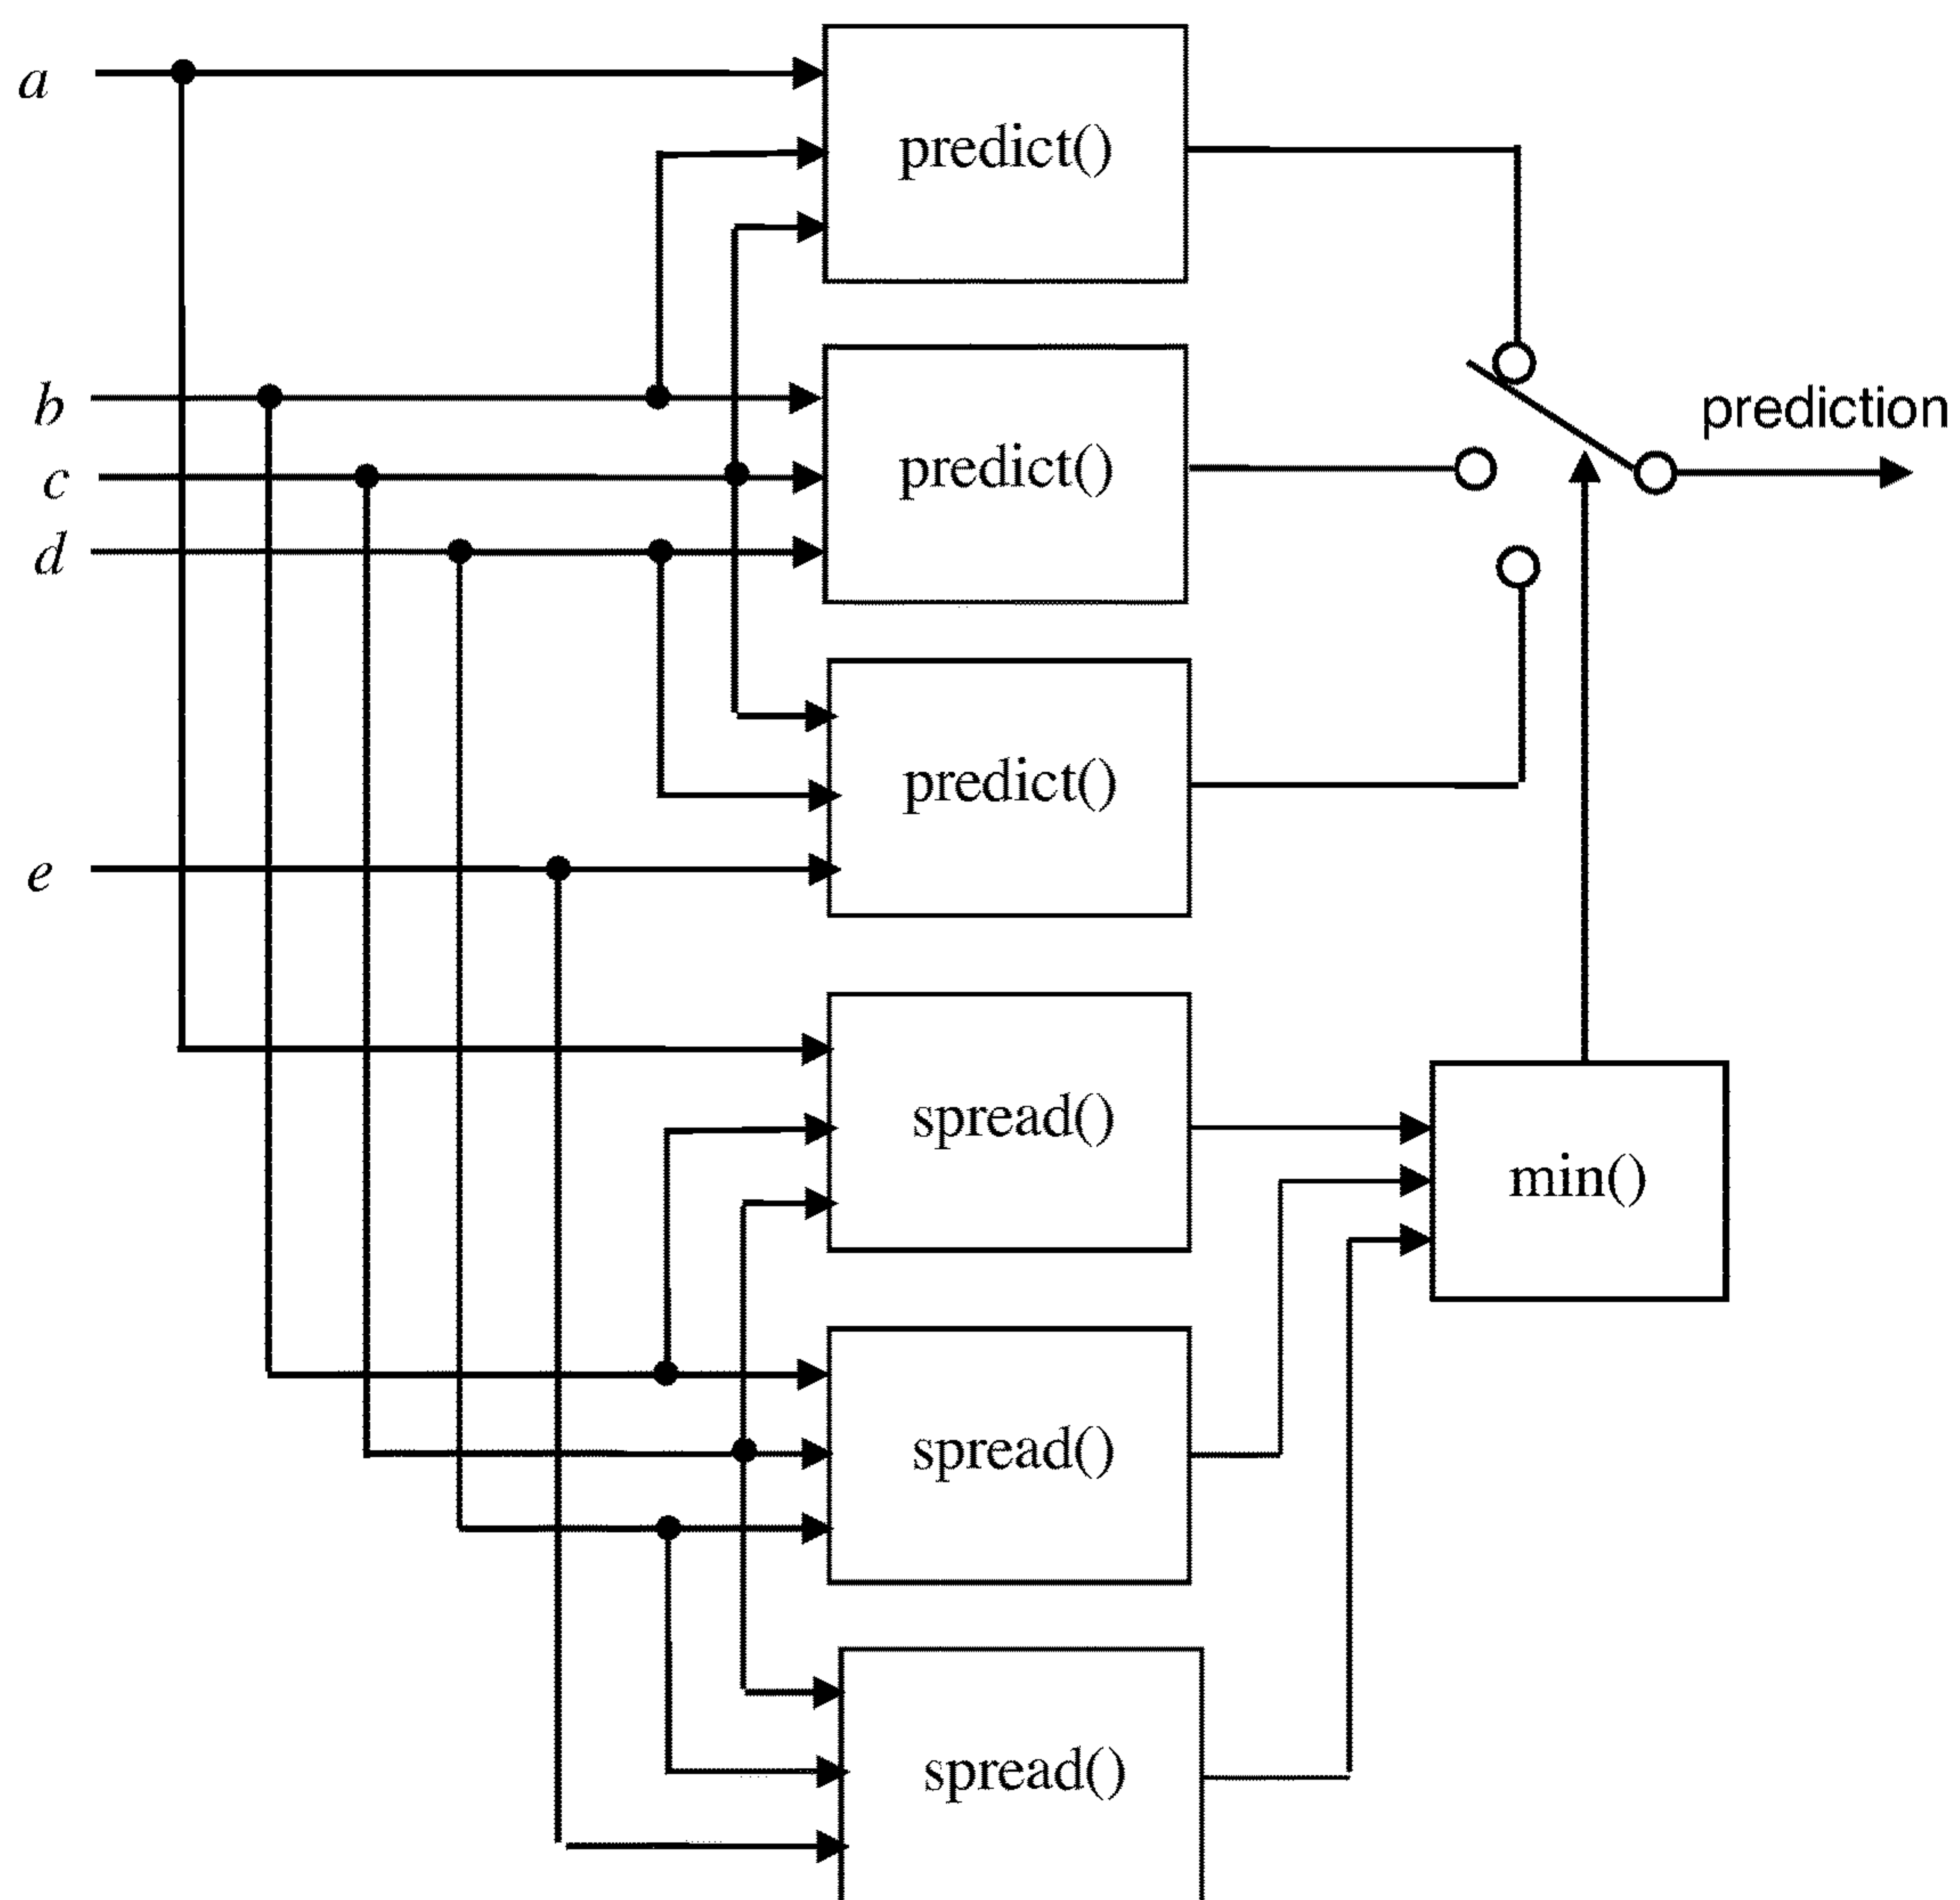 a
predict()
b
prediction
c
predict()
d
predict()
e
spread()
min()
spread()
spread()